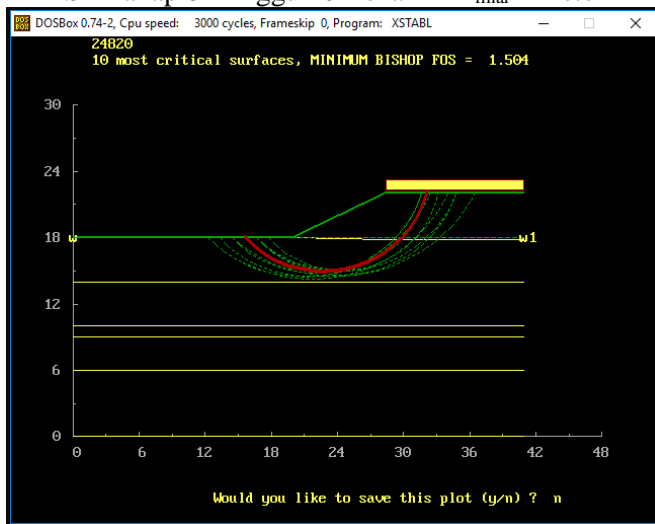 DOSBox 0.74-2, Cpu speed: 3000 cycles, Frameskip 0, Program: XSTABL
24820
10 most critical surfaces, MINIMUM BISHOP FOS = 1.504
30
24
18
w
w1
12
6
0
0 6 12 18 24 30 36 42 48
Would you like to save this plot (y/n) ? n